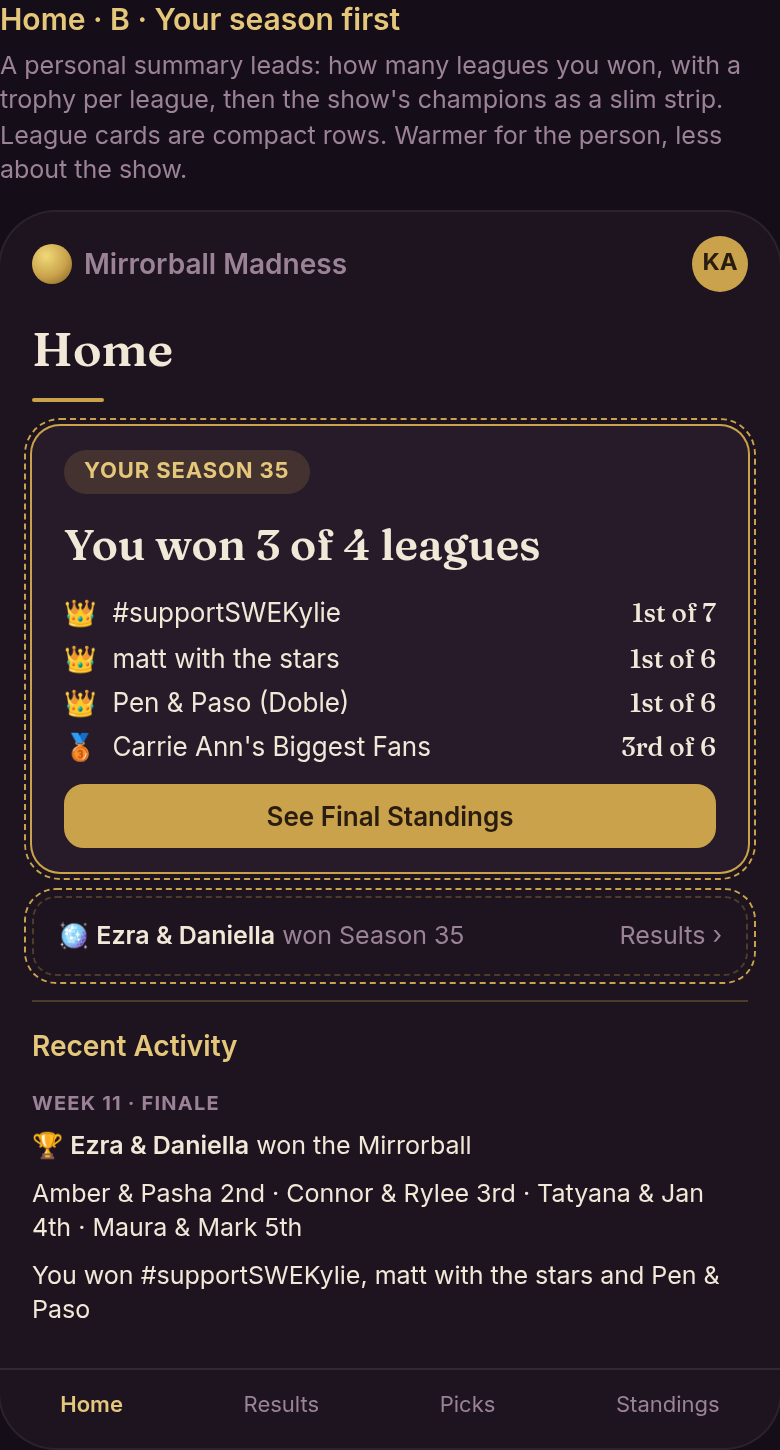 Home · B · Your season first
A personal summary leads: how many leagues you won, with a
trophy per league, then the show's champions as a slim strip.
League cards are compact rows. Warmer for the person, less
about the show.
Mirrorball Madness
KA
Home
YOUR SEASON 35
You won 3 of 4 leagues
👑 #supportSWEKylie 1st of 7
👑 matt with the stars 1st of 6
👑 Pen & Paso (Doble) 1st of 6
🥉 Carrie Ann's Biggest Fans 3rd of 6
See Final Standings
🪩 Ezra & Daniella won Season 35 Results ›
Recent Activity
WEEK 11 · FINALE
🏆 Ezra & Daniella won the Mirrorball
Amber & Pasha 2nd · Connor & Rylee 3rd · Tatyana & Jan
4th · Maura & Mark 5th
You won #supportSWEKylie, matt with the stars and Pen &
Paso
Home Results Picks Standings